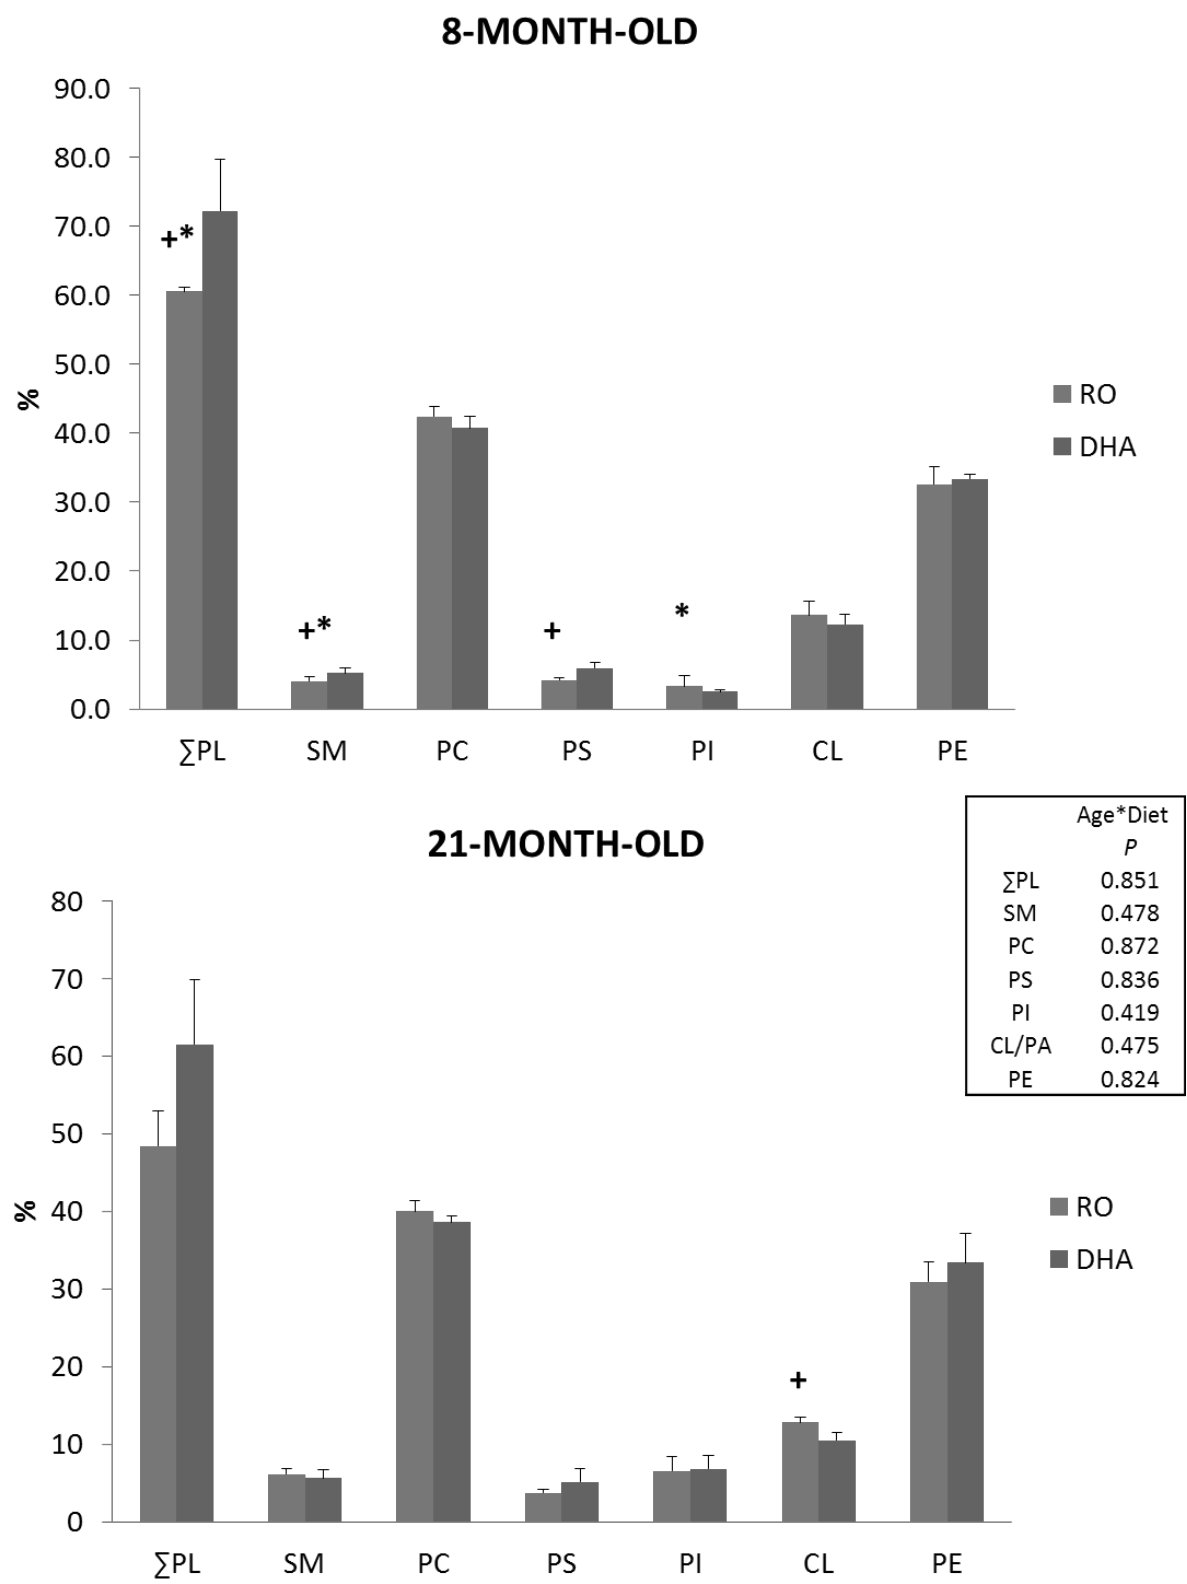 8-MONTH-OLD
90.0
80.0
70.0
60.0
50.0
40.0
30.0
20.0
10.0
0.0
%
+*
+*
+
*
∑PL SM PC PS PI CL PE
RO
DHA
21-MONTH-OLD
80
70
60
50
40
30
20
10
0
%
+
∑PL SM PC PS PI CL PE
RO
DHA
Age*Diet
P
∑PL 0.851
SM 0.478
PC 0.872
PS 0.836
PI 0.419
CL/PA 0.475
PE 0.824